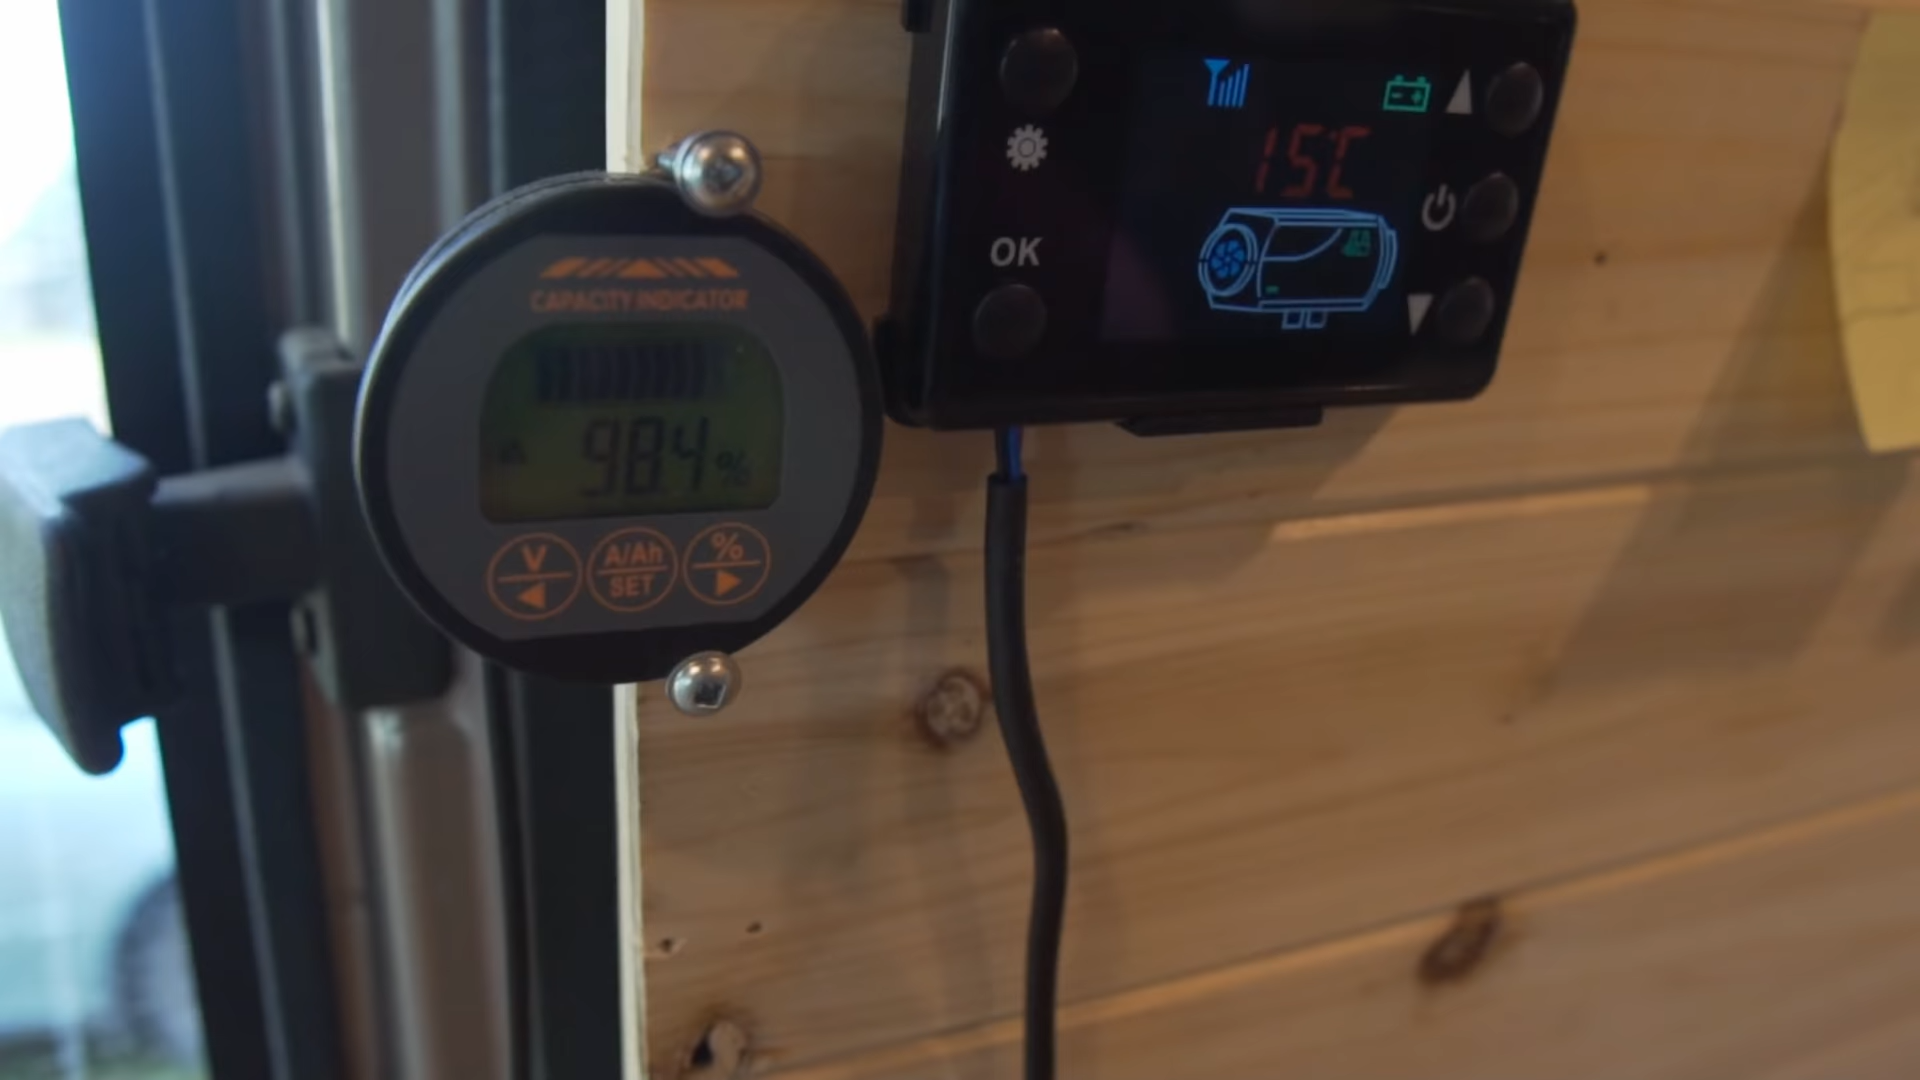 CAPACITY INDICATOR
98.4 %
V
A/Ah
SET
%
15℃
OK